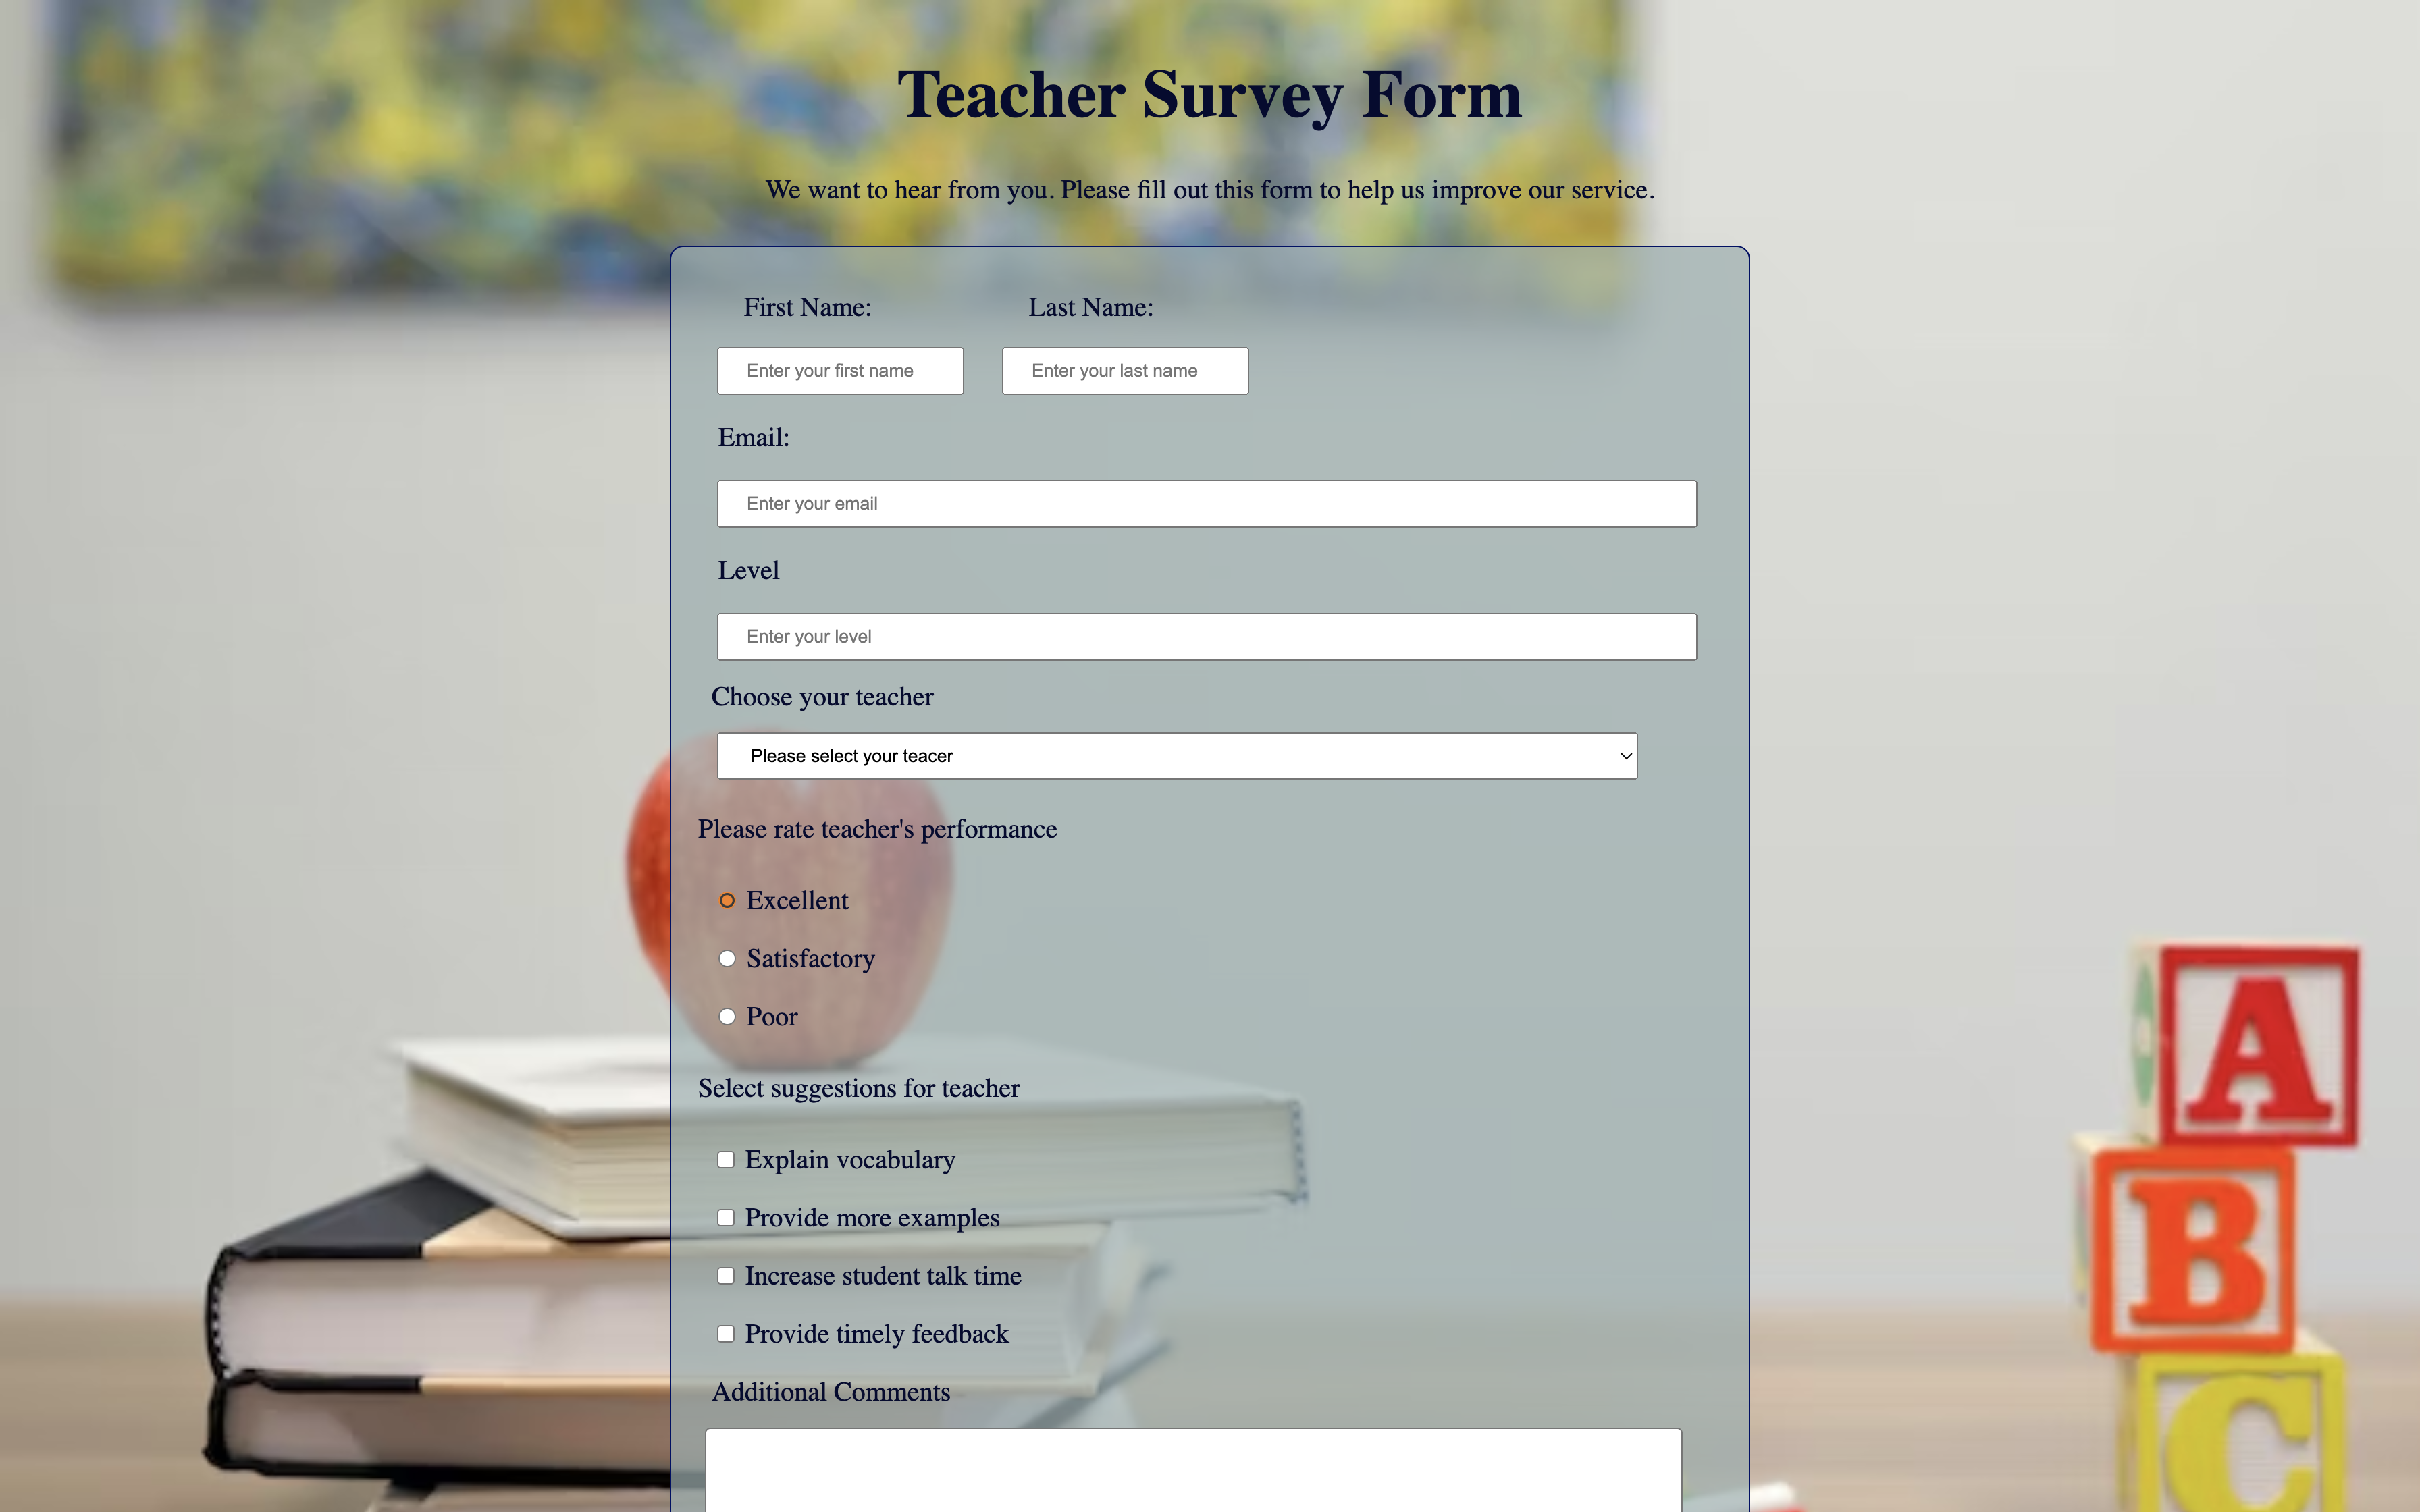 Teacher Survey Form
We want to hear from you. Please fill out this form to help us improve our service.
First Name: Last Name:
Enter your first name Enter your last name
Email:
Enter your email
Level
Enter your level
Choose your teacher
Please select your teacer
Please rate teacher's performance
Excellent
Satisfactory
Poor
Select suggestions for teacher
Explain vocabulary
Provide more examples
Increase student talk time
Provide timely feedback
Additional Comments
A
B
C